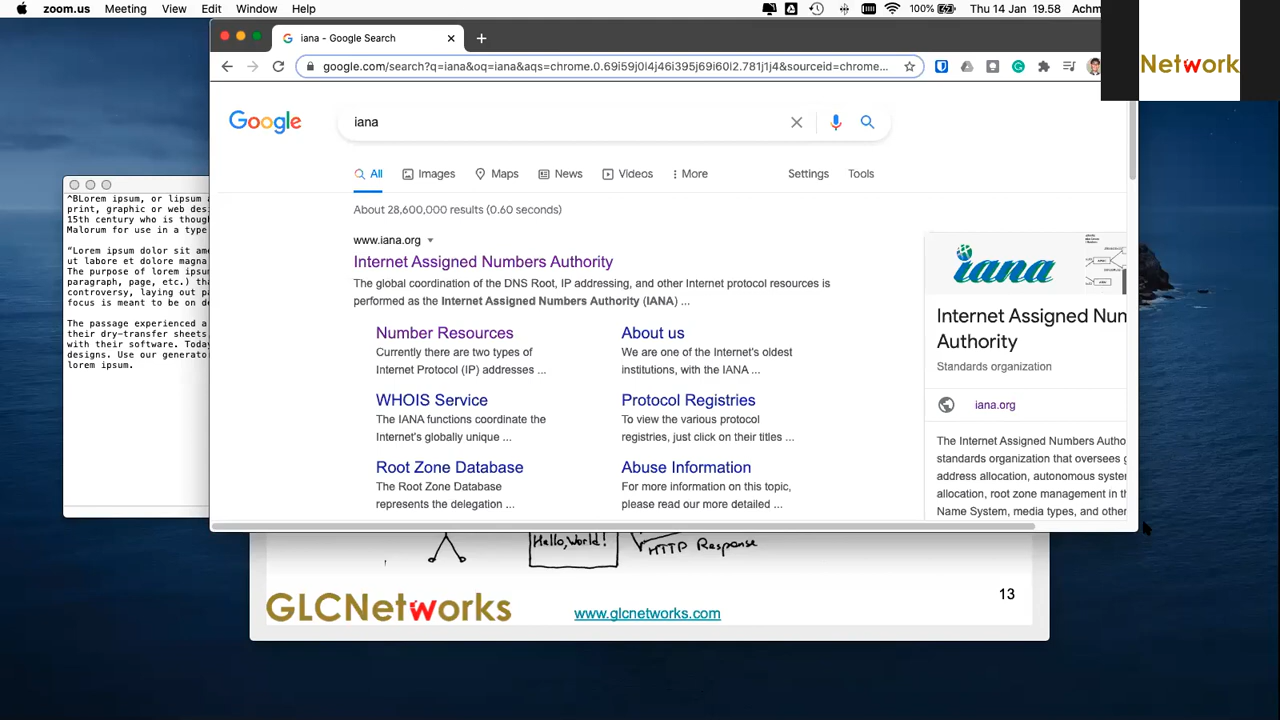 zoom.us Meeting View Edit Window Help 100% Thu 14 Jan 19.58 Achm
Network
iana - Google Search
google.com/search?q=iana&oq=iana&aqs=chrome.0.69i59j0l4j46i395j69i60l2.781j1j4&sourceid=chrome...
Google
iana
All Images Maps News Videos More Settings Tools
About 28,600,000 results (0.60 seconds)
www.iana.org
Internet Assigned Numbers Authority
The global coordination of the DNS Root, IP addressing, and other Internet protocol resources is
performed as the Internet Assigned Numbers Authority (IANA) ...
Number Resources
Currently there are two types of
Internet Protocol (IP) addresses ...
About us
We are one of the Internet's oldest
institutions, with the IANA ...
WHOIS Service
The IANA functions coordinate the
Internet's globally unique ...
Protocol Registries
To view the various protocol
registries, just click on their titles ...
Root Zone Database
The Root Zone Database
represents the delegation ...
Abuse Information
For more information on this topic,
please read our more detailed ...
iana
Internet Assigned Num
Authority
Standards organization
iana.org
The Internet Assigned Numbers Autho
standards organization that oversees g
address allocation, autonomous syster
allocation, root zone management in th
Name System, media types, and other
^BLorem ipsum, or lipsum a
print, graphic or web desi
15th century who is though
Malorum for use in a type
“Lorem ipsum dolor sit ame
ut labore et dolore magna
The purpose of lorem ipsum
paragraph, page, etc.) tha
controversy, laying out pa
focus is meant to be on de
The passage experienced a
their dry-transfer sheets
with their software. Today
designs. Use our generato
lorem ipsum.
Hello, World!
HTTP Response
GLCNetworks
www.glcnetworks.com
13